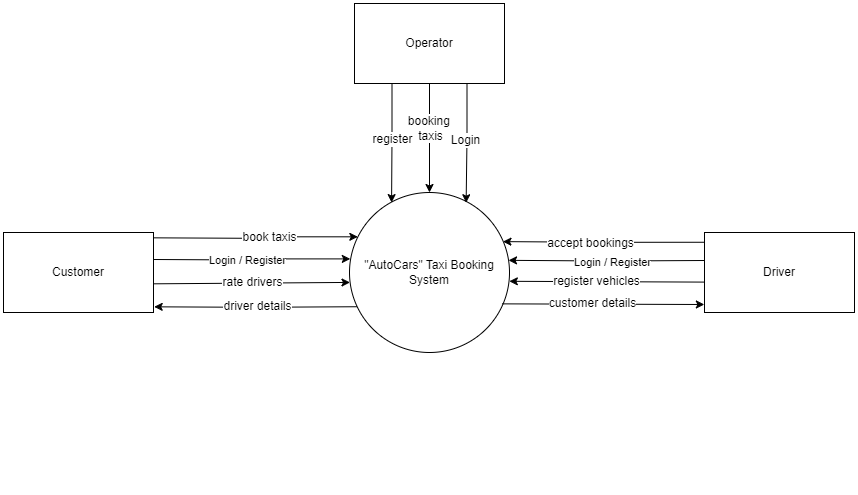 Operator
register
booking
taxis
Login
Customer
book taxis
Login / Register
rate drivers
driver details
"AutoCars" Taxi Booking
System
accept bookings
Login / Register
register vehicles
customer details
Driver